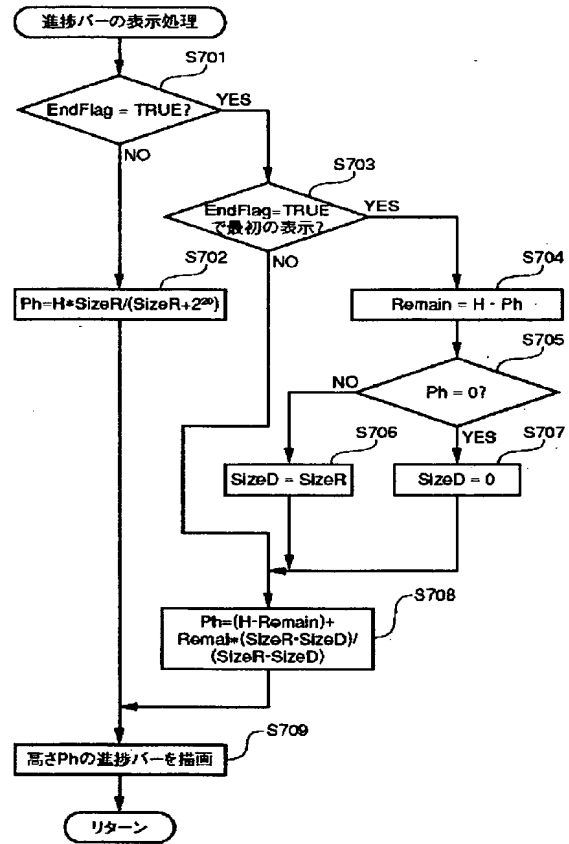 進捗バーの表示処理
S701
EndFlag = TRUE?
YES
NO
S703
EndFlag=TRUE
で最初の表示?
YES
NO
S702
Ph=H*SizeR/(SizeR+2²⁰)
S704
Remain = H - Ph
S705
Ph = 0?
NO
YES
S706
SizeD = SizeR
S707
SizeD = 0
S708
Ph=(H-Remain)+
Remai*(SizeR-SizeD)/
(SizeIR-SizeD)
S709
高さPhの進捗バーを描画
リターン